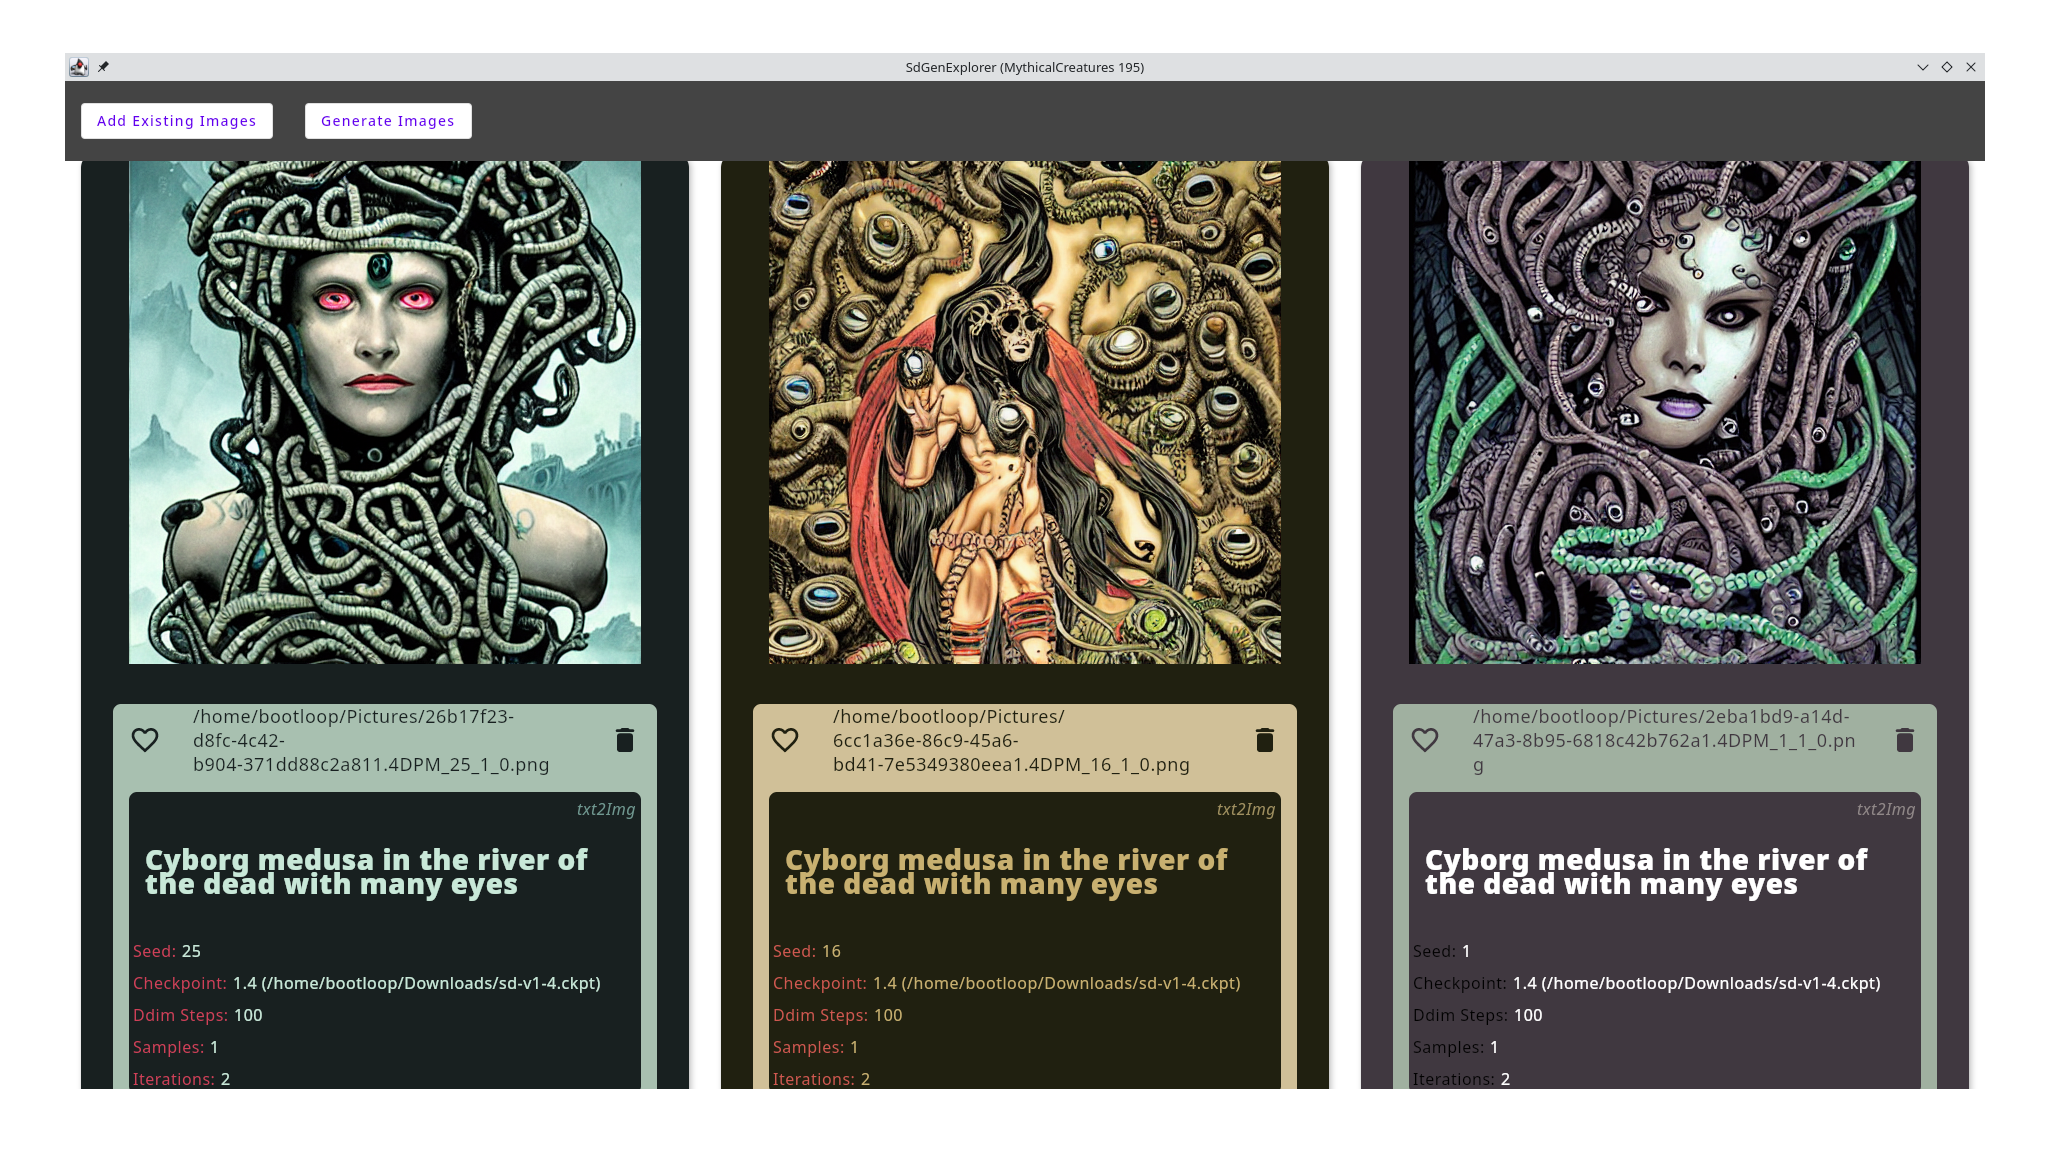 SdGenExplorer (MythicalCreatures 195)
Add Existing Images
Generate Images
/home/bootloop/Pictures/26b17f23-
d8fc-4c42-
b904-371dd88c2a811.4DPM_25_1_0.png
txt2Img
Cyborg medusa in the river of
the dead with many eyes
Seed: 25
Checkpoint: 1.4 (/home/bootloop/Downloads/sd-v1-4.ckpt)
Ddim Steps: 100
Samples: 1
Iterations: 2
/home/bootloop/Pictures/
6cc1a36e-86c9-45a6-
bd41-7e5349380eea1.4DPM_16_1_0.png
txt2Img
Cyborg medusa in the river of
the dead with many eyes
Seed: 16
Checkpoint: 1.4 (/home/bootloop/Downloads/sd-v1-4.ckpt)
Ddim Steps: 100
Samples: 1
Iterations: 2
/home/bootloop/Pictures/2eba1bd9-a14d-
47a3-8b95-6818c42b762a1.4DPM_1_1_0.pn
g
txt2Img
Cyborg medusa in the river of
the dead with many eyes
Seed: 1
Checkpoint: 1.4 (/home/bootloop/Downloads/sd-v1-4.ckpt)
Ddim Steps: 100
Samples: 1
Iterations: 2